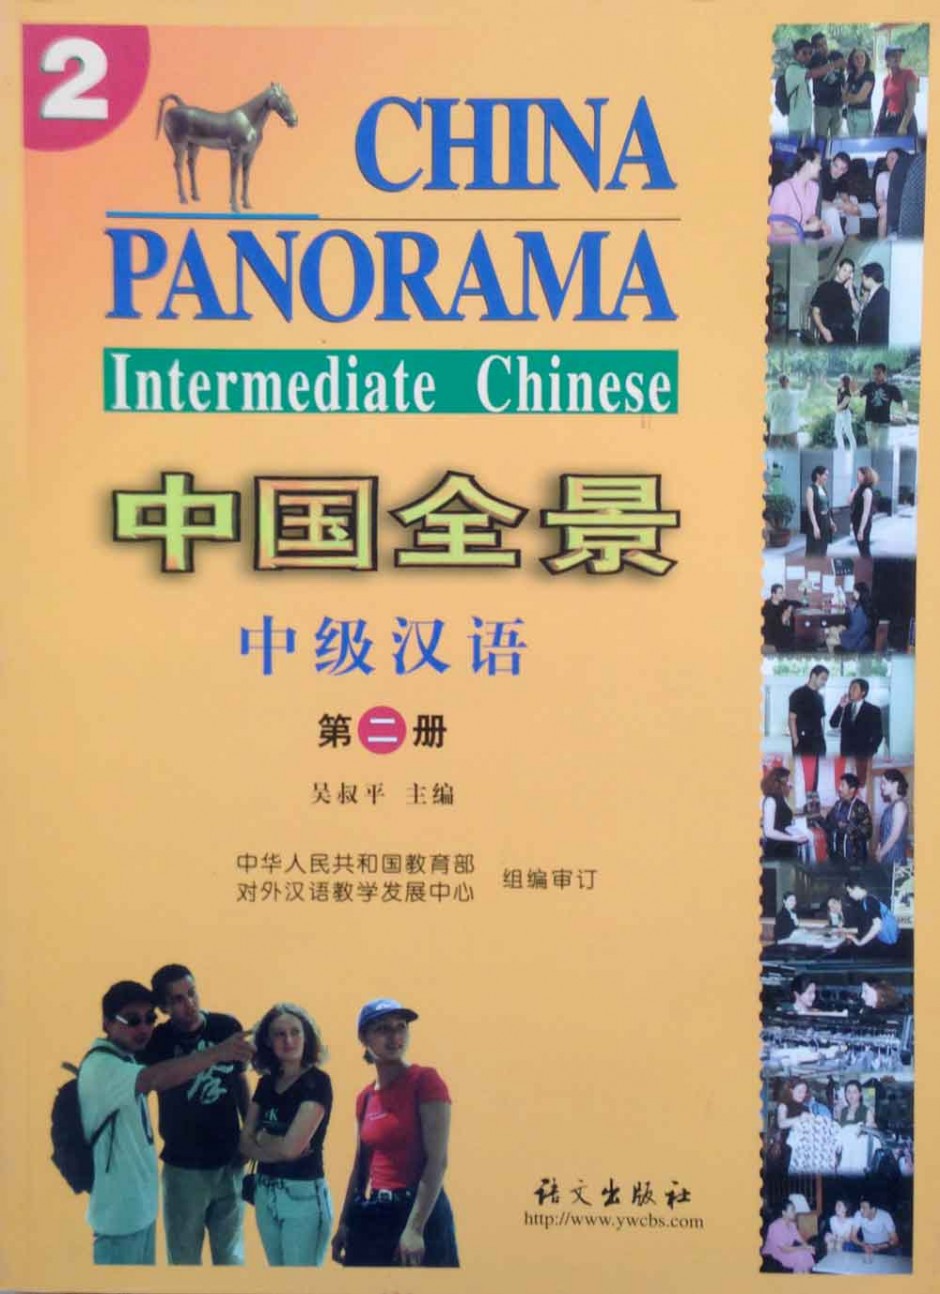 2
CHINA
PANORAMA
Intermediate Chinese
中国全景
中级汉语
第二册
吴叔平 主编
中华人民共和国教育部
对外汉语教学发展中心
组编审订
语文出版社
http://www.ywcbs.com